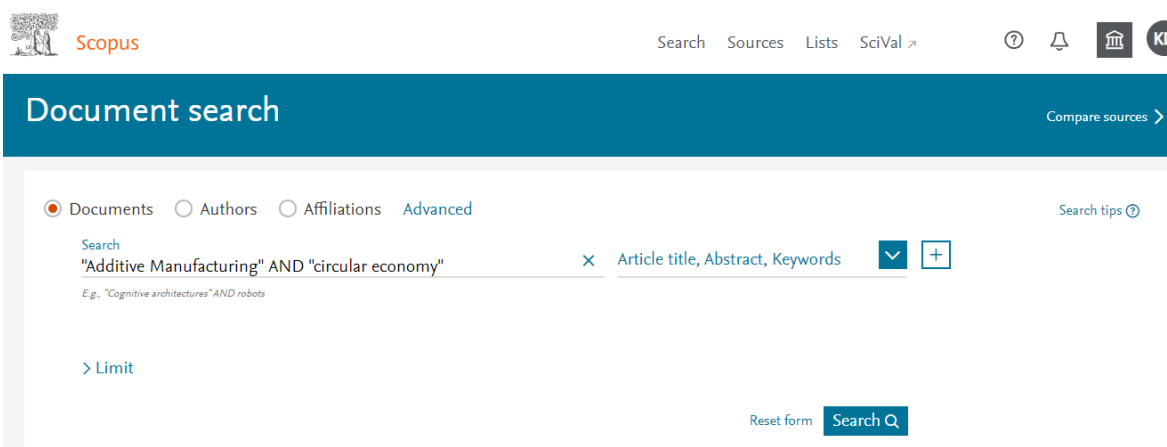 Scopus
Search Sources Lists SciVal ↗
Document search
Compare sources >
Documents Authors Affiliations Advanced
Search tips
Search
"Additive Manufacturing" AND "circular economy"
Article title, Abstract, Keywords
E.g., "Cognitive architectures" AND robots
> Limit
Reset form Search